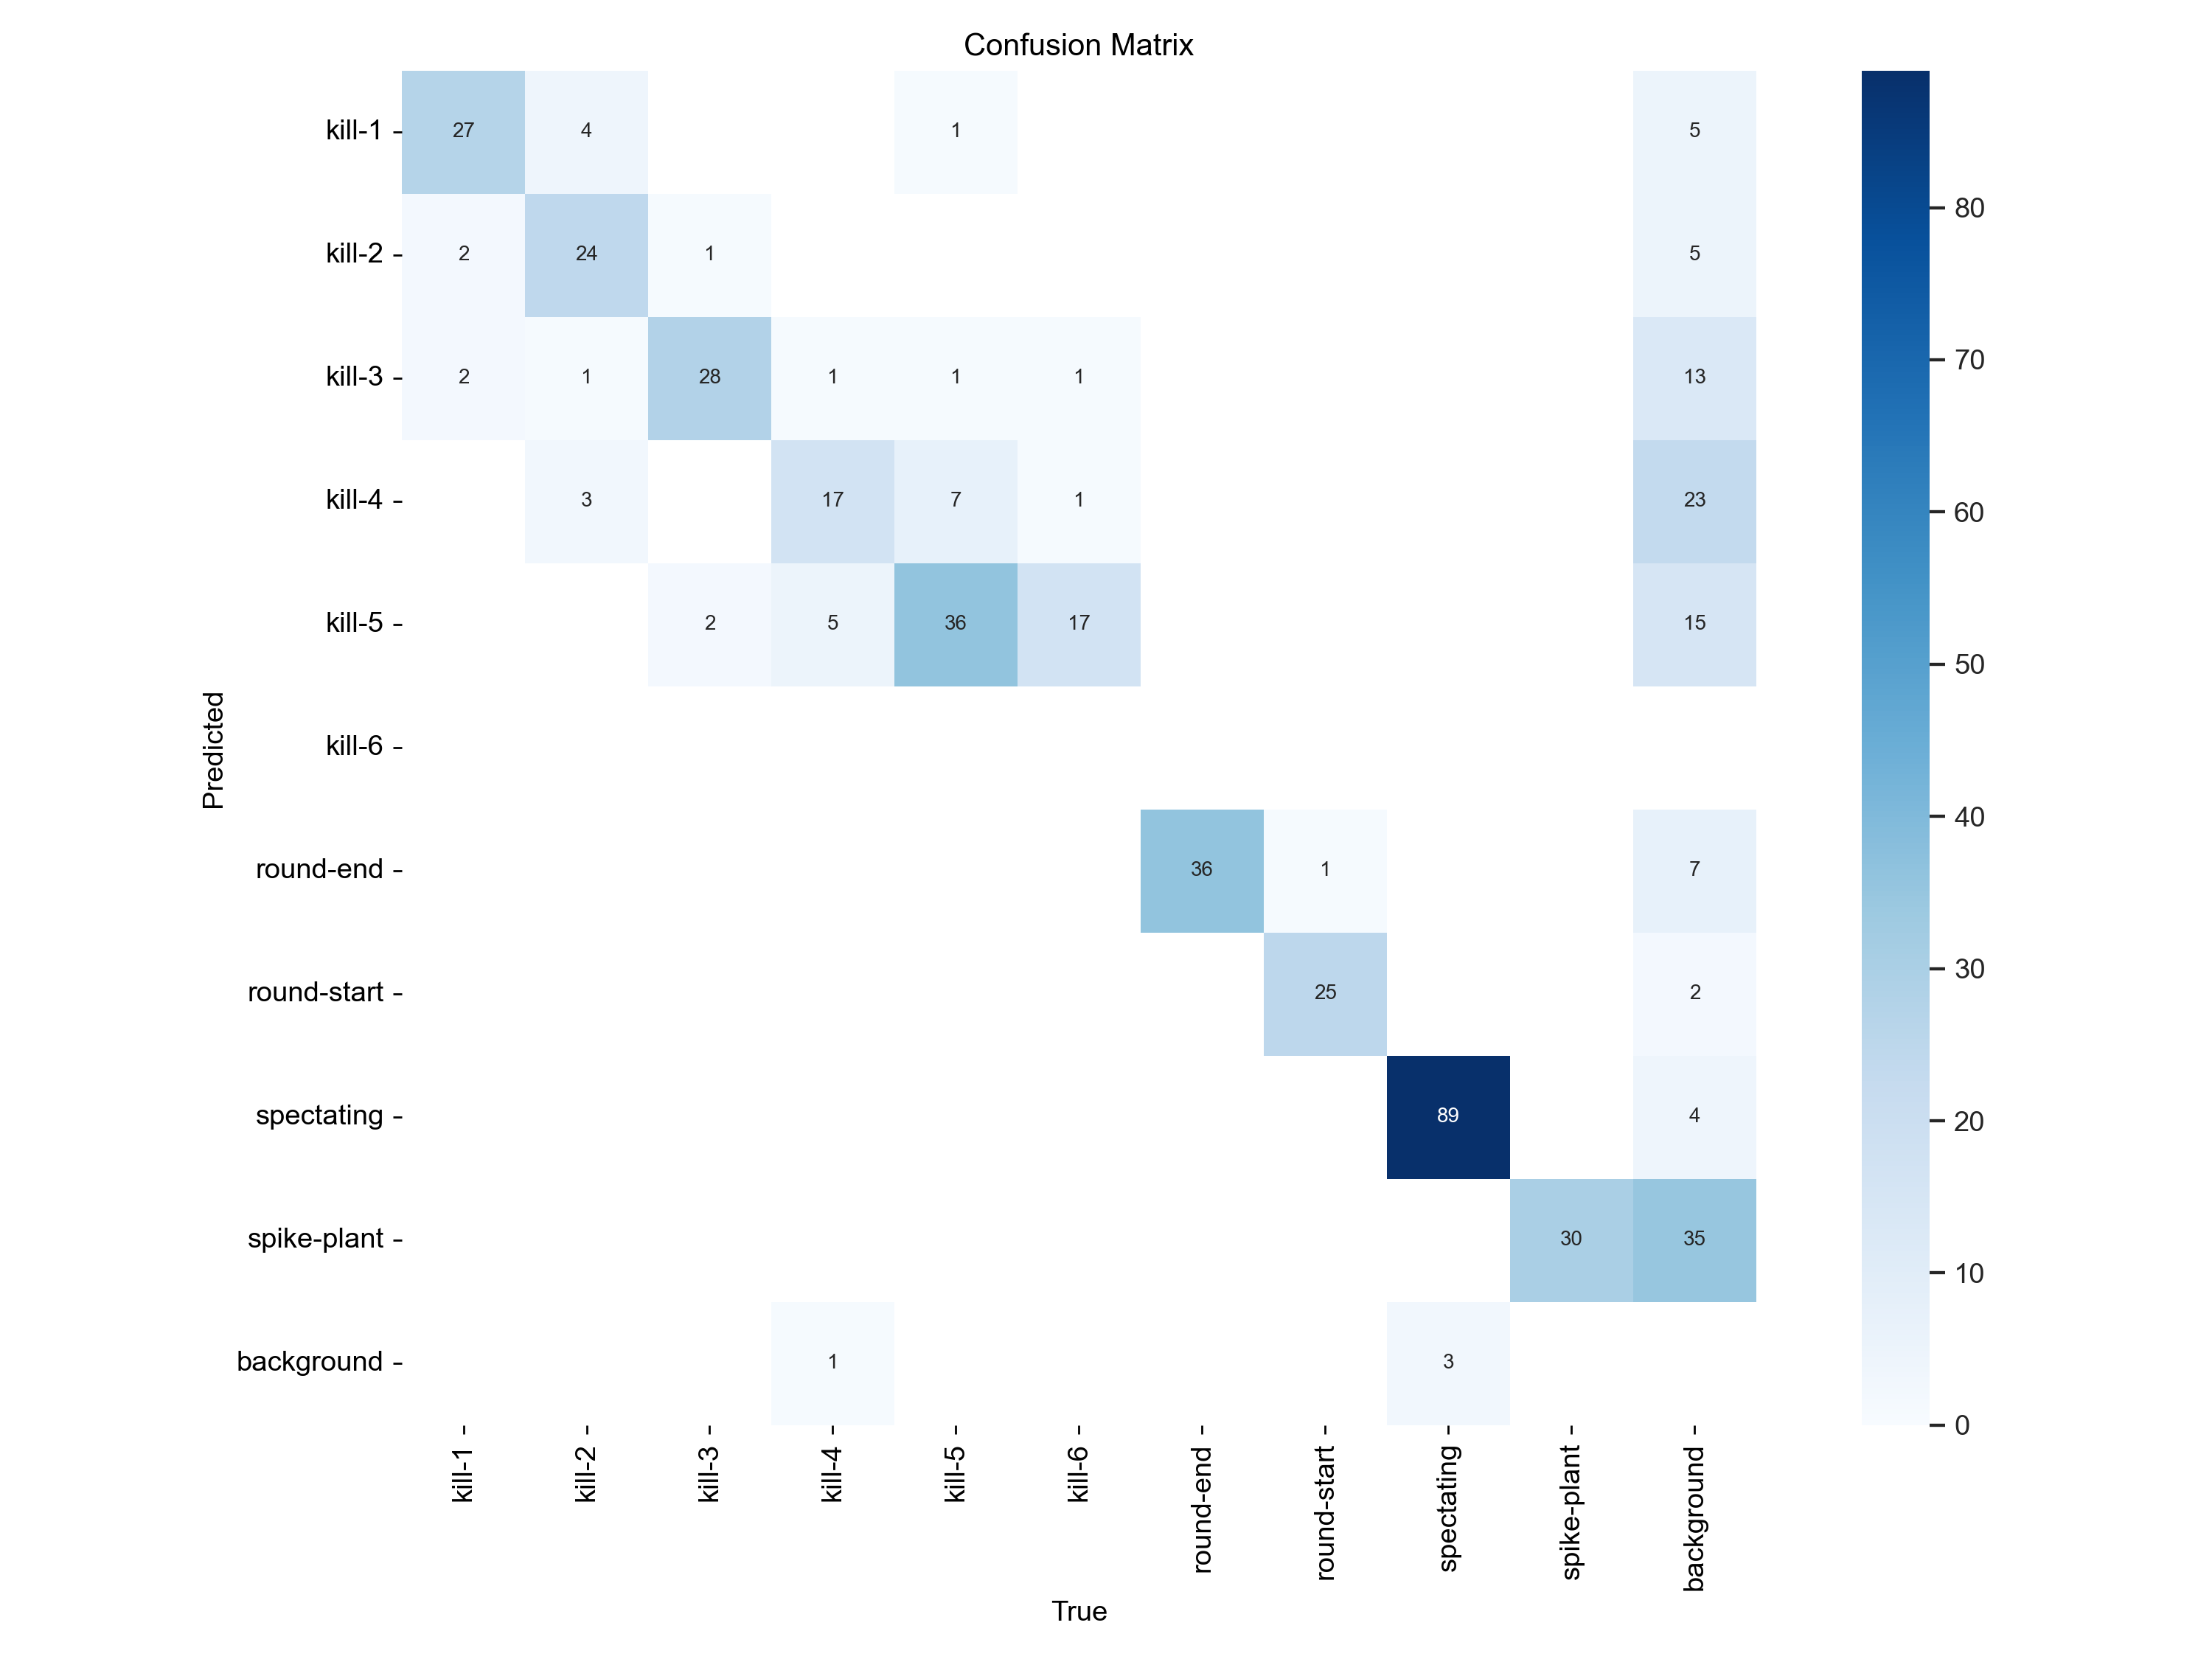 Confusion Matrix
kill-1 27 4 1 5
kill-2 2 24 1 5
kill-3 2 1 28 1 1 1 13
kill-4 3 17 7 1 23
kill-5 2 5 36 17 15
kill-6
round-end 36 1 7
round-start 25 2
spectating 89 4
spike-plant 30 35
background 1 3
Predicted
kill-1 kill-2 kill-3 kill-4 kill-5 kill-6 round-end round-start spectating spike-plant background
True
80
70
60
50
40
30
20
10
0